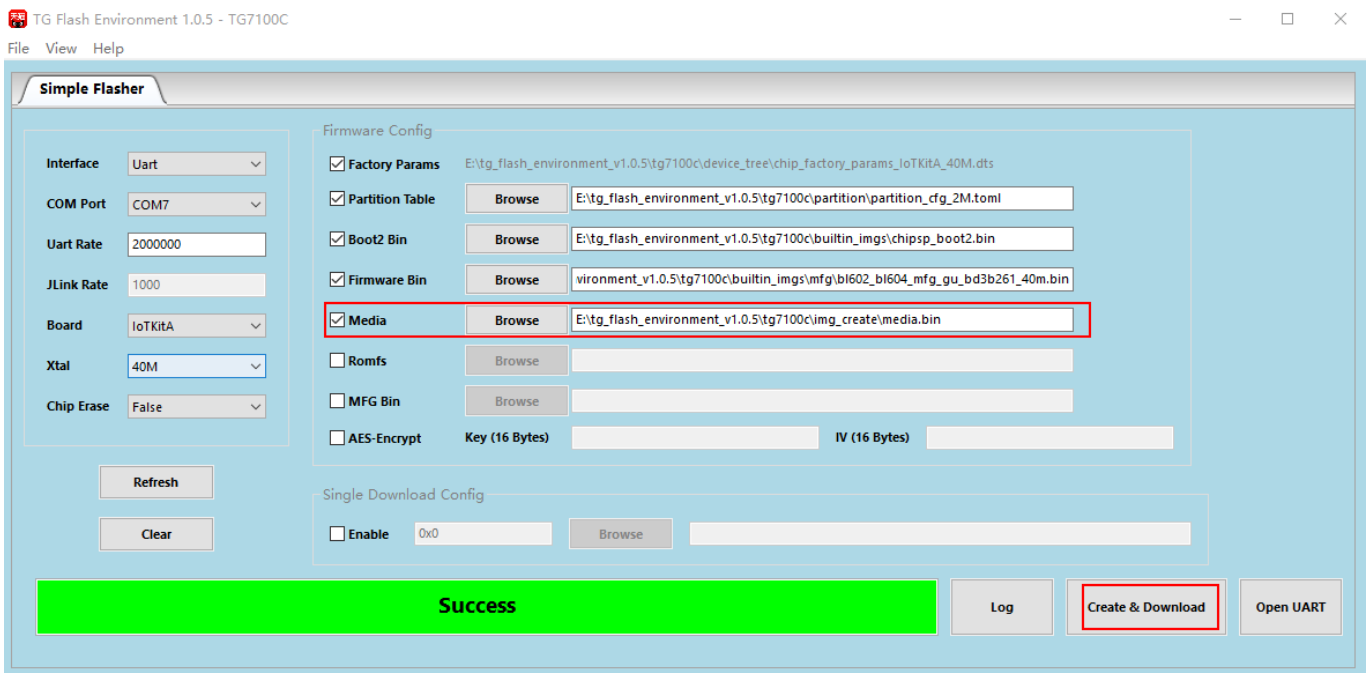 TG Flash Environment 1.0.5 - TG7100C
File View Help
Simple Flasher
Interface Uart
COM Port COM7
Uart Rate 2000000
JLink Rate 1000
Board IoTKitA
Xtal 40M
Chip Erase False
Refresh
Clear
Firmware Config
Factory Params E:\tg_flash_environment_v1.0.5\tg7100c\device_tree\chip_factory_params_IoTKitA_40M.dts
Partition Table Browse E:\tg_flash_environment_v1.0.5\tg7100c\partition\partition_cfg_2M.toml
Boot2 Bin Browse E:\tg_flash_environment_v1.0.5\tg7100c\builtin_imgs\chipsp_boot2.bin
Firmware Bin Browse vironment_v1.0.5\tg7100c\builtin_imgs\mfg\bl602_bl604_mfg_gu_bd3b261_40m.bin
Media Browse E:\tg_flash_environment_v1.0.5\tg7100c\img_create\media.bin
Romfs Browse
MFG Bin Browse
AES-Encrypt Key (16 Bytes) IV (16 Bytes)
Single Download Config
Enable 0x0 Browse
Success Log Create & Download Open UART